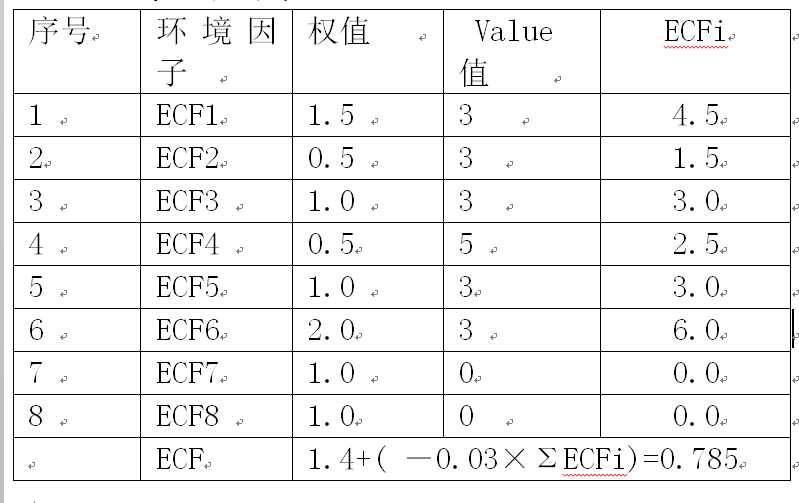 序号 环境因子 权值 Value值 ECFi
1 ECF1 1.5 3 4.5
2 ECF2 0.5 3 1.5
3 ECF3 1.0 3 3.0
4 ECF4 0.5 5 2.5
5 ECF5 1.0 3 3.0
6 ECF6 2.0 3 6.0
7 ECF7 1.0 0 0.0
8 ECF8 1.0 0 0.0
ECF 1.4+( －0.03×ΣECFi)=0.785